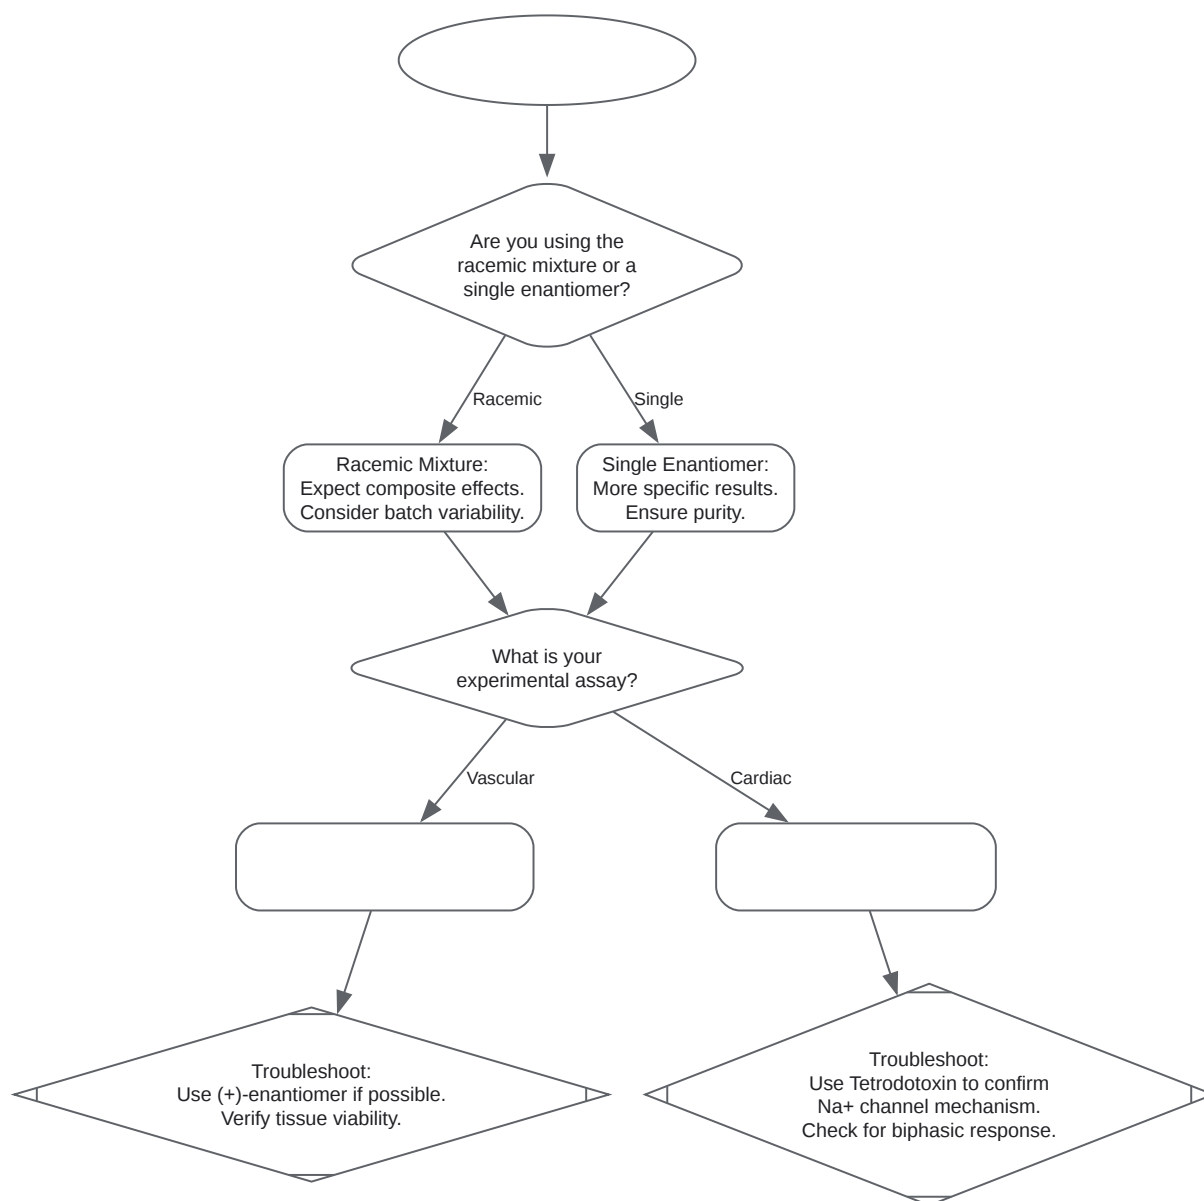 Are you using the
racemic mixture or a
single enantiomer?
Racemic
Single
Racemic Mixture:
Expect composite effects.
Consider batch variability.
Single Enantiomer:
More specific results.
Ensure purity.
What is your
experimental assay?
Vascular
Cardiac
Troubleshoot:
Use (+)-enantiomer if possible.
Verify tissue viability.
Troubleshoot:
Use Tetrodotoxin to confirm
Na+ channel mechanism.
Check for biphasic response.